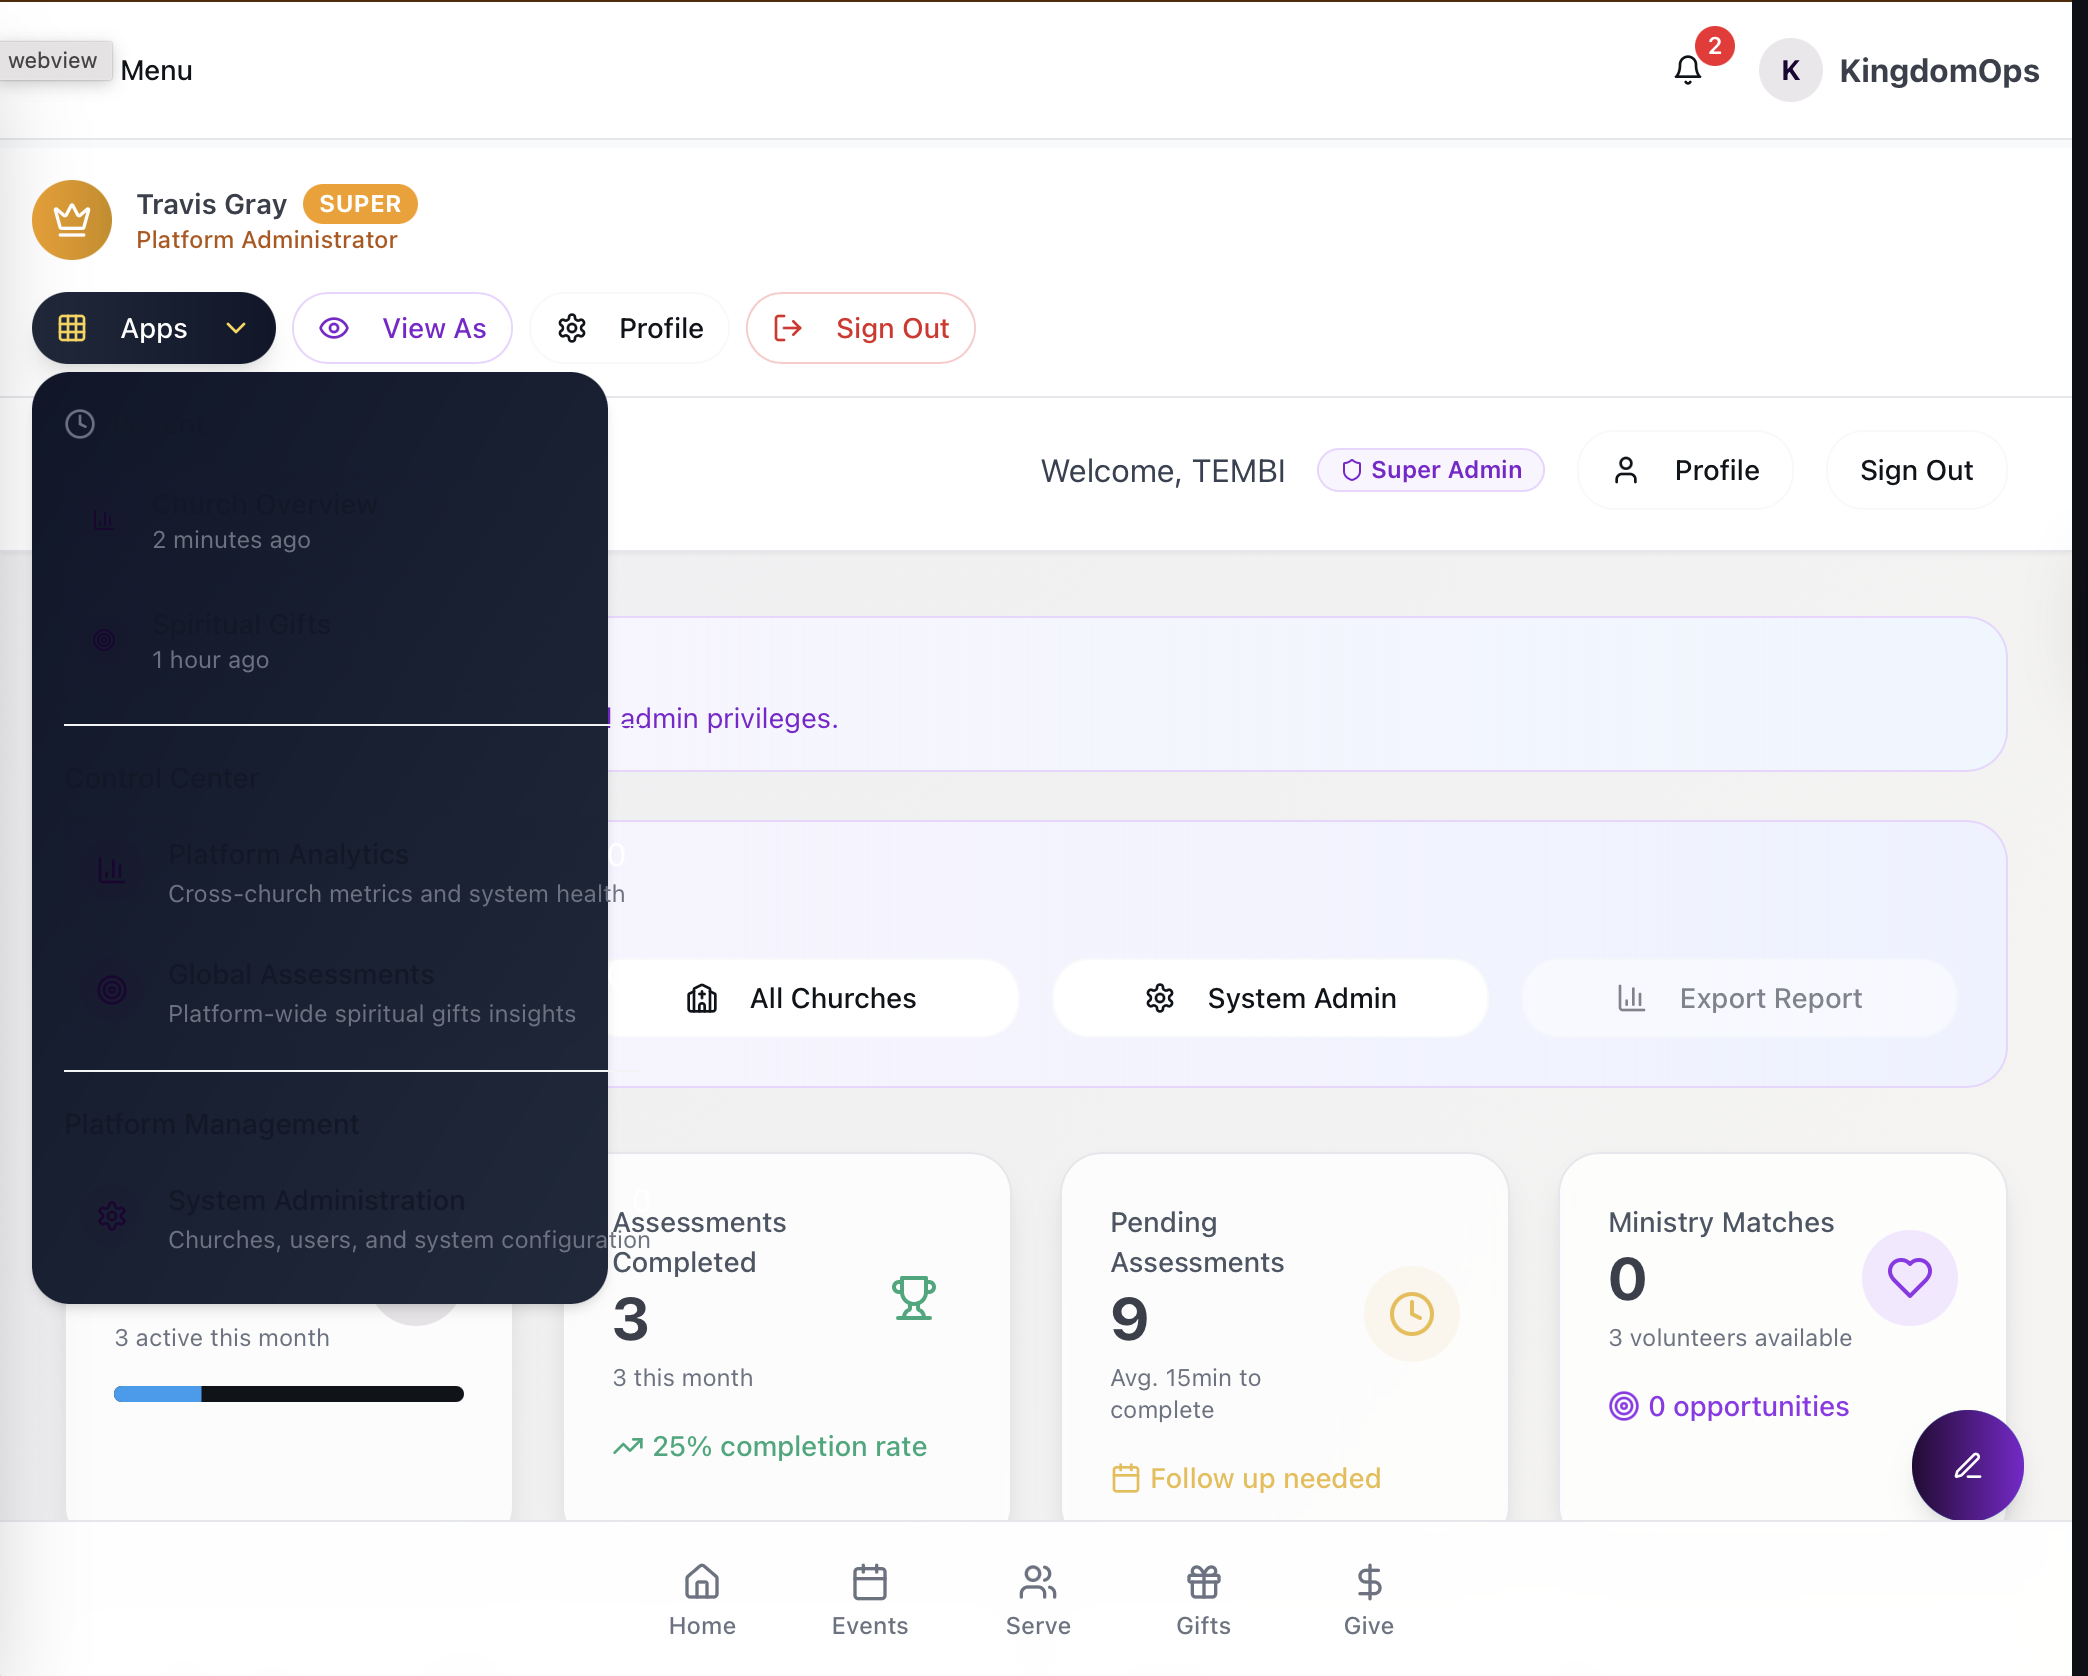 webview
Menu
2
K
KingdomOps
Travis Gray
SUPER
Platform Administrator
Apps
View As
Profile
Sign Out
Church Overview
2 minutes ago
Spiritual Gifts
1 hour ago
Welcome, TEMBI
Super Admin
Profile
Sign Out
admin privileges.
Control Center
Platform Analytics
0
Cross-church metrics and system health
Global Assessments
Platform-wide spiritual gifts insights
All Churches
System Admin
Export Report
Platform Management
System Administration
0
Churches, users, and system configuration
3 active this month
Assessments
Completed
3
3 this month
25% completion rate
Pending
Assessments
9
Avg. 15min to
complete
Follow up needed
Ministry Matches
0
3 volunteers available
0 opportunities
Home
Events
Serve
Gifts
Give